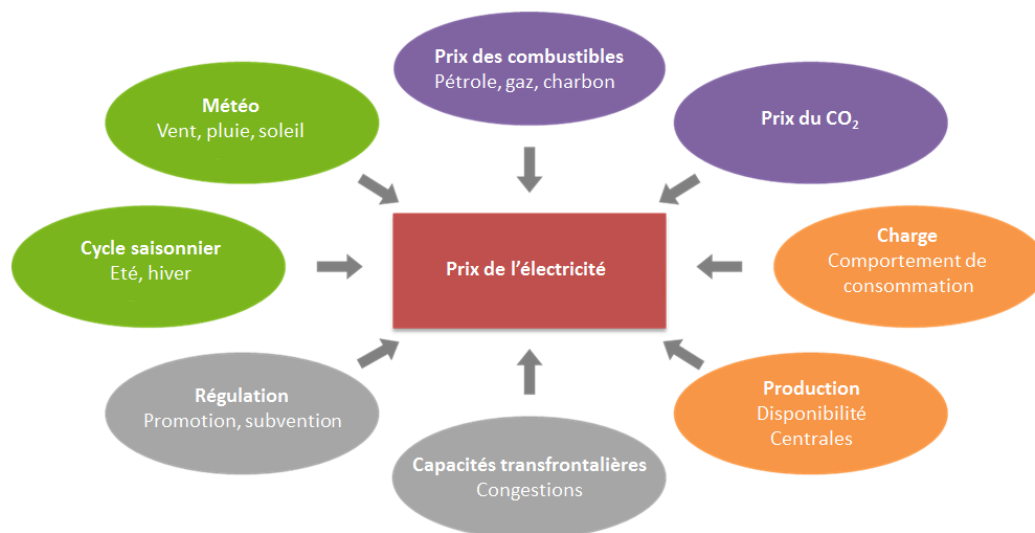 Prix des combustibles
Pétrole, gaz, charbon
Météo
Vent, pluie, soleil
Prix du CO₂
Cycle saisonnier
Eté, hiver
Prix de l'électricité
Charge
Comportement de
consommation
Régulation
Promotion, subvention
Production
Disponibilité
Centrales
Capacités transfrontalières
Congestions